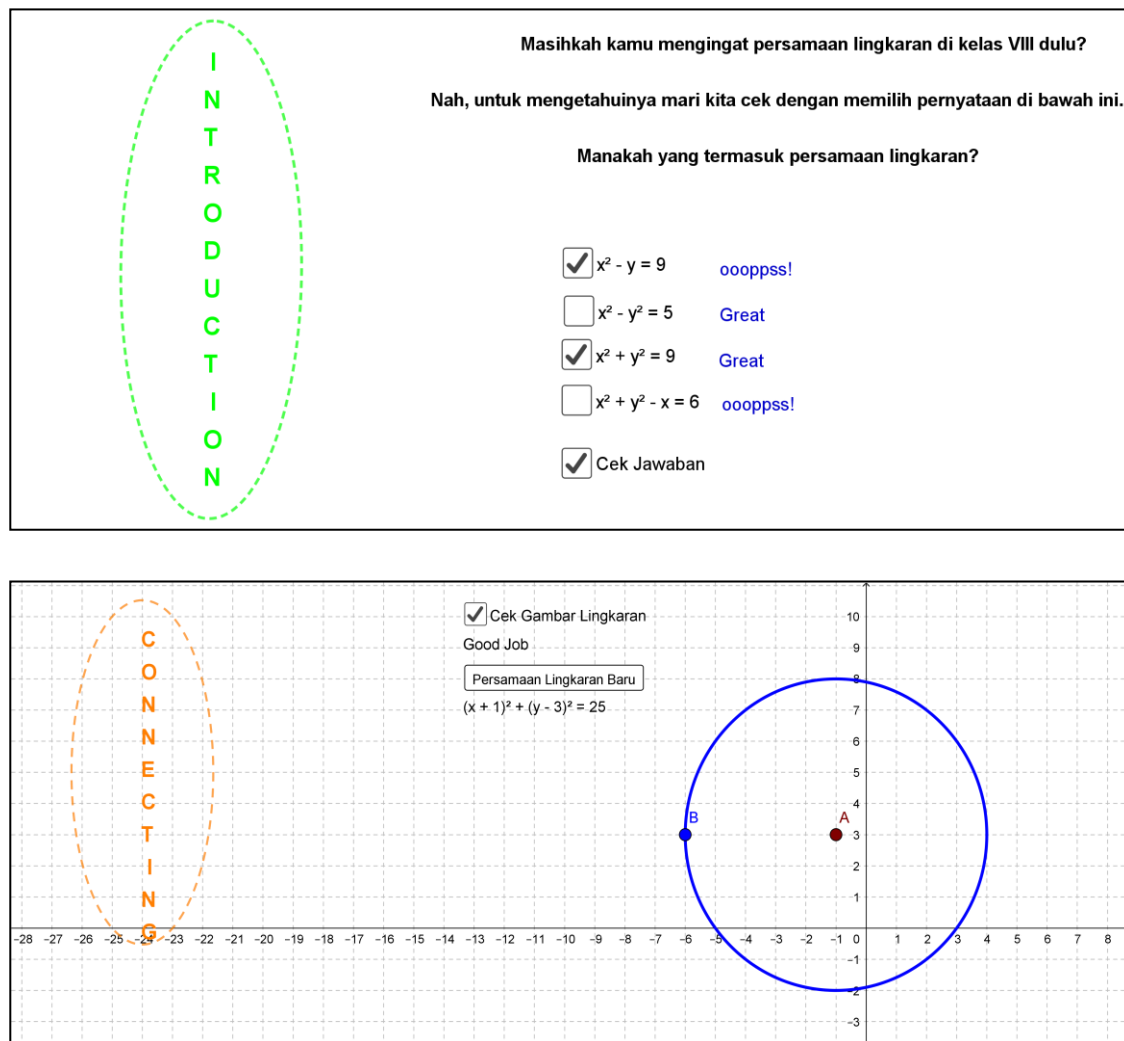 INTRODUCTION
Masihkah kamu mengingat persamaan lingkaran di kelas VIII dulu?
Nah, untuk mengetahuinya mari kita cek dengan memilih pernyataan di bawah ini.
Manakah yang termasuk persamaan lingkaran?
x² - y = 9 oooppss!
x² - y² = 5 Great
x² + y² = 9 Great
x² + y² - x = 6 oooppss!
Cek Jawaban
CONNECTING
Cek Gambar Lingkaran
Good Job
Persamaan Lingkaran Baru
(x + 1)² + (y - 3)² = 25
10
9
8
7
6
5
4
B A
3
2
1
−28 −27 −26 −25 −24 −23 −22 −21 −20 −19 −18 −17 −16 −15 −14 −13 −12 −11 −10 −9 −8 −7 −6 −5 −4 −3 −2 −1 0 1 2 3 4 5 6 7 8
−1
−2
−3